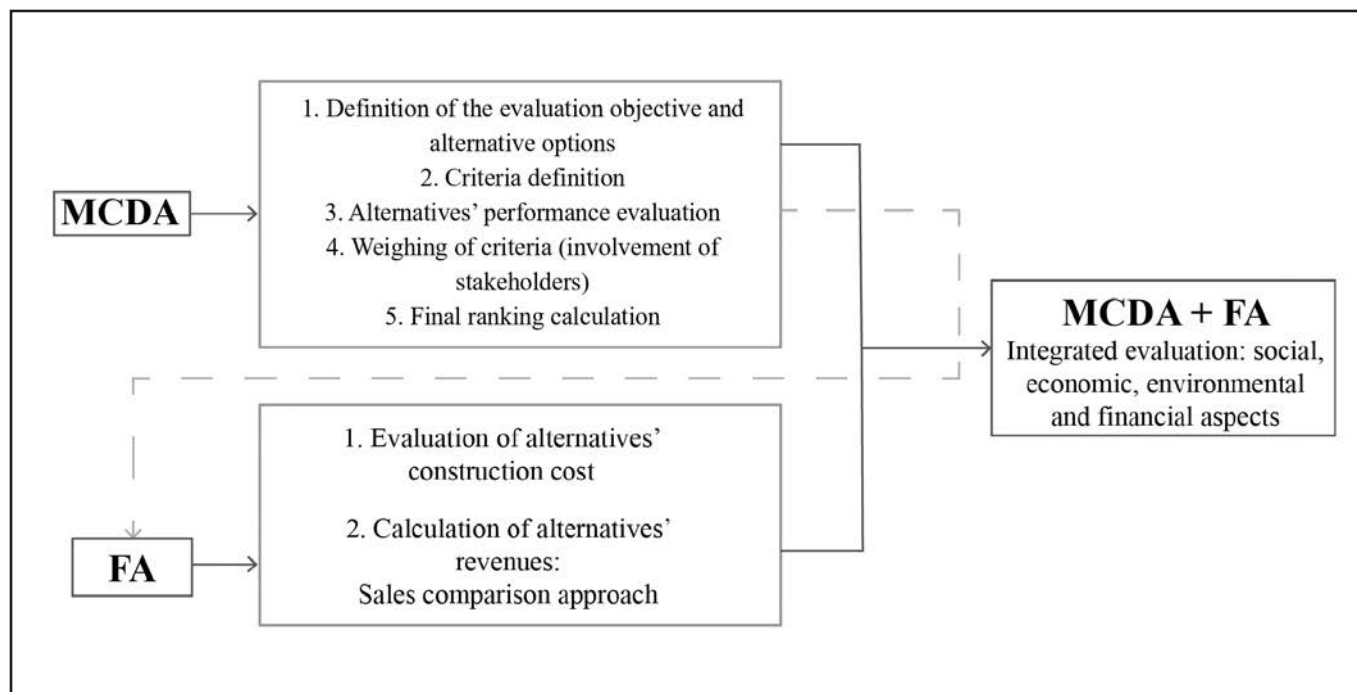 MCDA
1. Definition of the evaluation objective and
alternative options
2. Criteria definition
3. Alternatives’ performance evaluation
4. Weighing of criteria (involvement of
stakeholders)
5. Final ranking calculation
FA
1. Evaluation of alternatives’
construction cost
2. Calculation of alternatives’
revenues:
Sales comparison approach
MCDA + FA
Integrated evaluation: social,
economic, environmental
and financial aspects